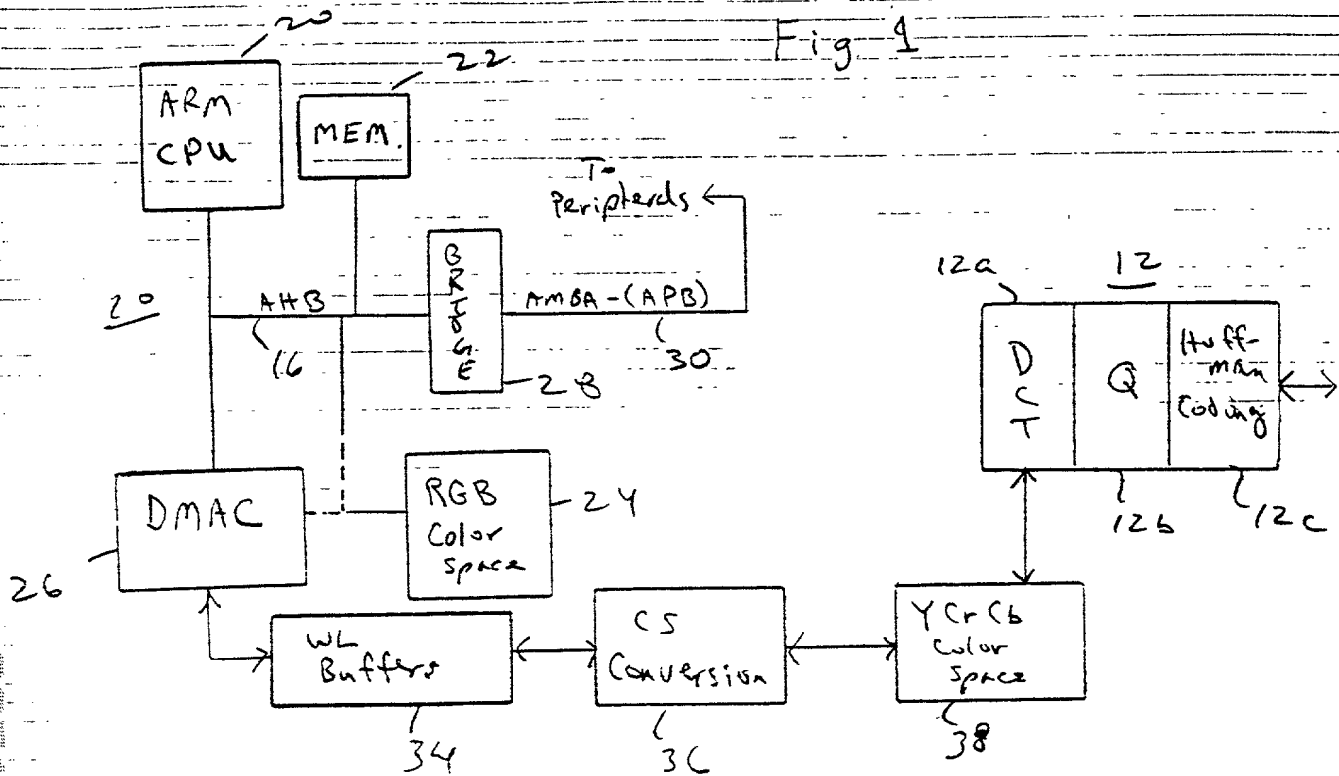 Fig 1
20
22
ARM
CPU
MEM.
To
Peripherals
BRIDGE
12a
12
20
AHB
AMBA-(APB)
16
28
30
DCT
Q
Huff-
man
Coding
DMAC
RGB
Color
Space
24
12b
12c
26
WL
Buffers
CS
Conversion
YCrCb
Color
Space
34
36
38